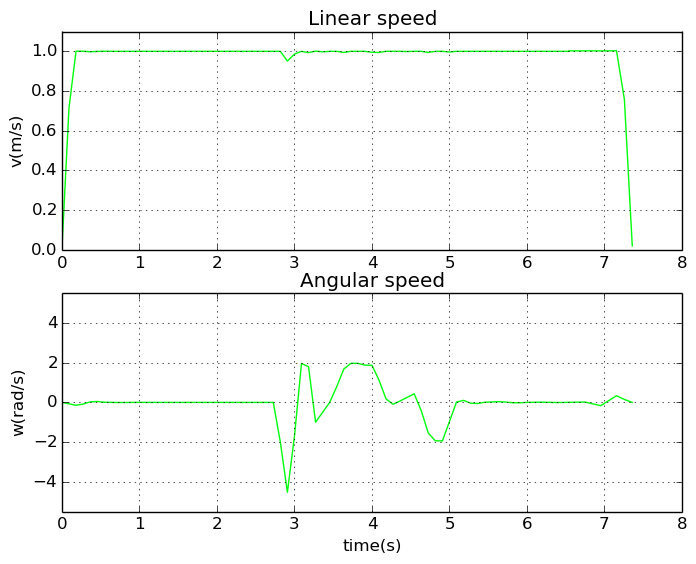 Linear speed
v(m/s)
1.0
0.8
0.6
0.4
0.2
0.0
0 1 2 3 4 5 6 7 8
Angular speed
w(rad/s)
4
2
0
−2
−4
0 1 2 3 4 5 6 7 8
time(s)